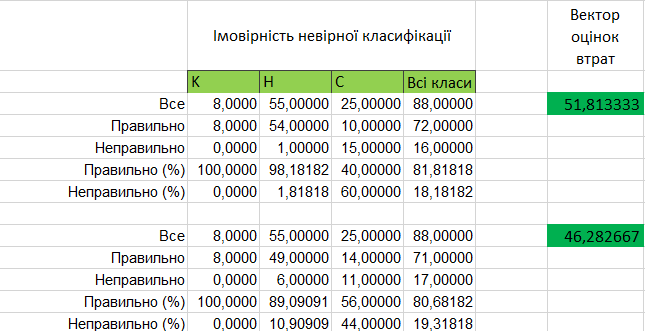 Імовірність невірної класифікації
Вектор
оцінок
втрат
K H C Всі класи
Все 8,0000 55,00000 25,00000 88,00000 51,813333
Правильно 8,0000 54,00000 10,00000 72,00000
Неправильно 0,0000 1,00000 15,00000 16,00000
Правильно (%) 100,0000 98,18182 40,00000 81,81818
Неправильно (%) 0,0000 1,81818 60,00000 18,18182
Все 8,0000 55,00000 25,00000 88,00000 46,282667
Правильно 8,0000 49,00000 14,00000 71,00000
Неправильно 0,0000 6,00000 11,00000 17,00000
Правильно (%) 100,0000 89,09091 56,00000 80,68182
Неправильно (%) 0,0000 10,90909 44,00000 19,31818